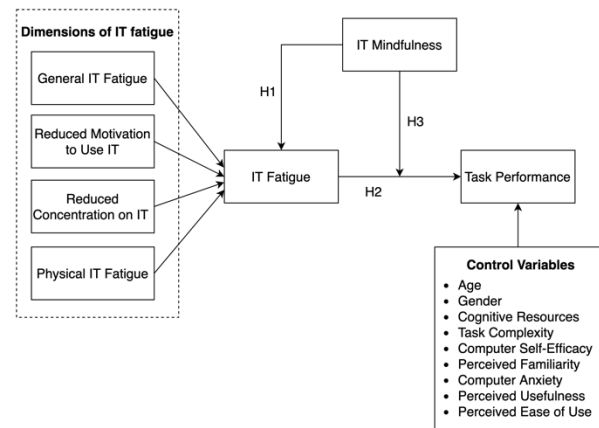 Dimensions of IT fatigue
General IT Fatigue
Reduced Motivation
to Use IT
Reduced
Concentration on IT
Physical IT Fatigue
IT Mindfulness
H1
H3
IT Fatigue
H2
Task Performance
Control Variables
• Age
• Gender
• Cognitive Resources
• Task Complexity
• Computer Self-Efficacy
• Perceived Familiarity
• Computer Anxiety
• Perceived Usefulness
• Perceived Ease of Use